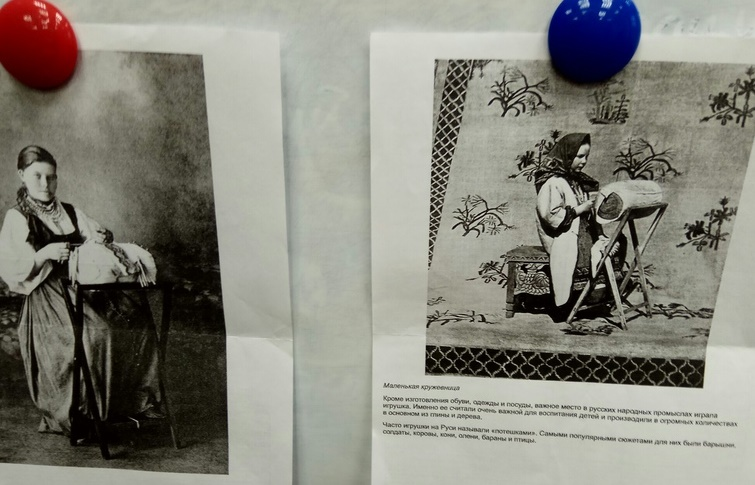 Маленькая кружевница
Кроме изготовления обуви, одежды и посуды, важное место в русских народных промыслах играла
игрушка. Именно ее считали очень важной для воспитания детей и производили в огромных количествах
в основном из глины и дерева.
Часто игрушки на Руси называли «потешками». Самыми популярными сюжетами для них были барышни,
солдаты, коровы, кони, олени, бараны и птицы.